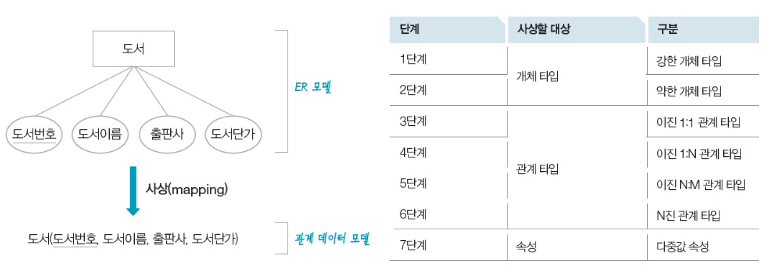 도서
도서번호 도서이름 출판사 도서단가
ER 모델
사상(mapping)
도서(도서번호, 도서이름, 출판사, 도서단가)
관계 데이터 모델
단계 사상할 대상 구분
1단계 개체 타입 강한 개체 타입
2단계 약한 개체 타입
3단계 관계 타입 이진 1:1 관계 타입
4단계 이진 1:N 관계 타입
5단계 이진 N:M 관계 타입
6단계 N진 관계 타입
7단계 속성 다중값 속성